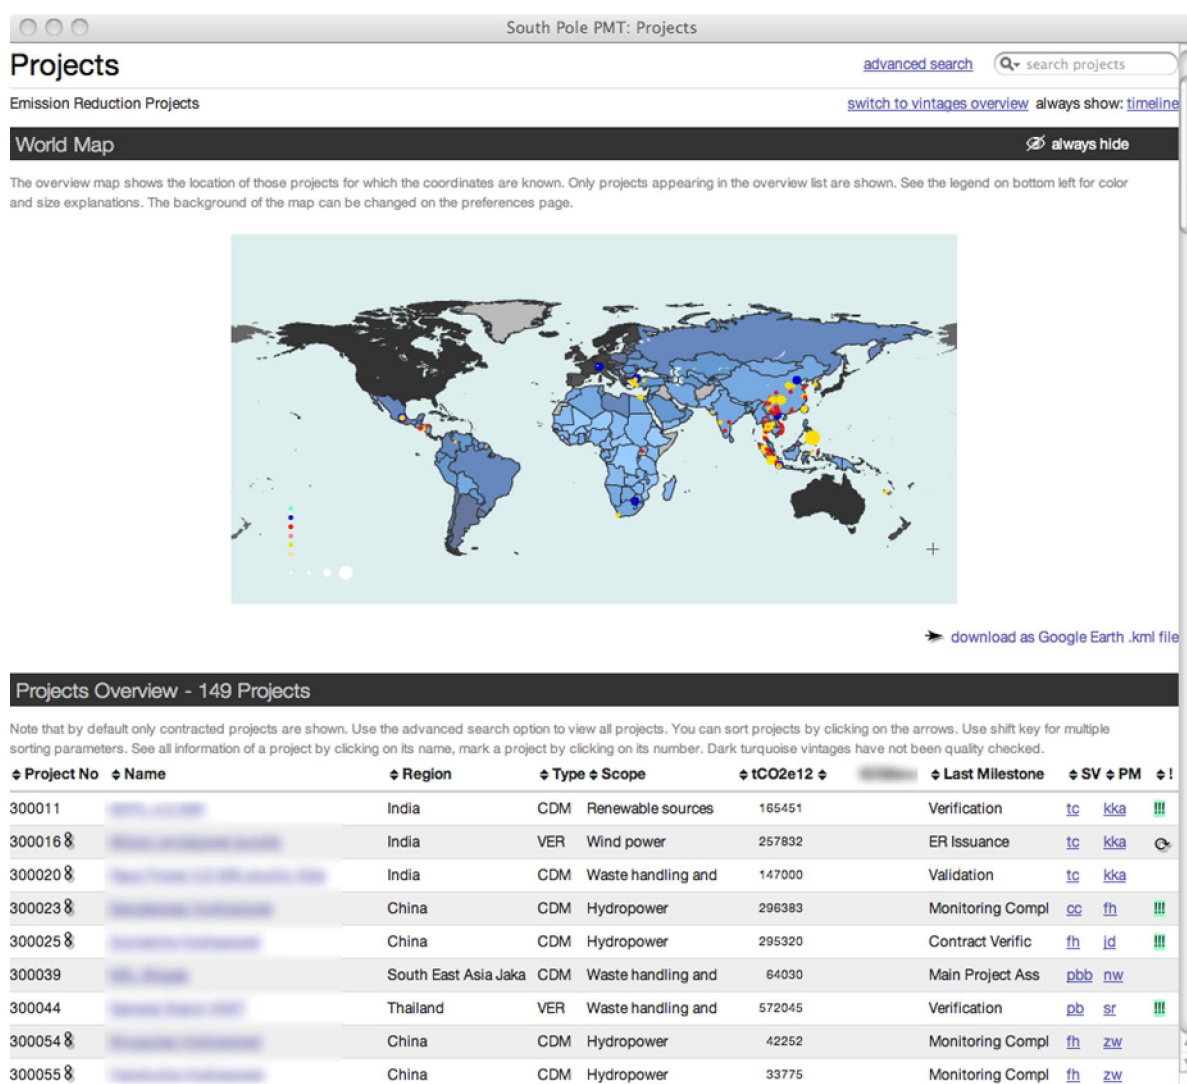 South Pole PMT: Projects
Projects
advanced search
search projects
Emission Reduction Projects
switch to vintages overview always show: timeline
World Map
always hide
The overview map shows the location of those projects for which the coordinates are known. Only projects appearing in the overview list are shown. See the legend on bottom left for color
and size explanations. The background of the map can be changed on the preferences page.
download as Google Earth .kml file
Projects Overview - 149 Projects
Note that by default only contracted projects are shown. Use the advanced search option to view all projects. You can sort projects by clicking on the arrows. Use shift key for multiple
sorting parameters. See all information of a project by clicking on its name, mark a project by clicking on its number. Dark turquoise vintages have not been quality checked.
Project No Name Region Type Scope tCO2e12 Last Milestone SV PM !
300011 India CDM Renewable sources 165451 Verification tc kka !!!
300016 India VER Wind power 257832 ER Issuance tc kka
300020 India CDM Waste handling and 147000 Validation tc kka
300023 China CDM Hydropower 296383 Monitoring Compl cc fh !!!
300025 China CDM Hydropower 295320 Contract Verific fh jd !!!
300039 South East Asia Jaka CDM Waste handling and 64030 Main Project Ass pbb nw
300044 Thailand VER Waste handling and 572045 Verification pb sr !!!
300054 China CDM Hydropower 42252 Monitoring Compl fh zw
300055 China CDM Hydropower 33775 Monitoring Compl fh zw